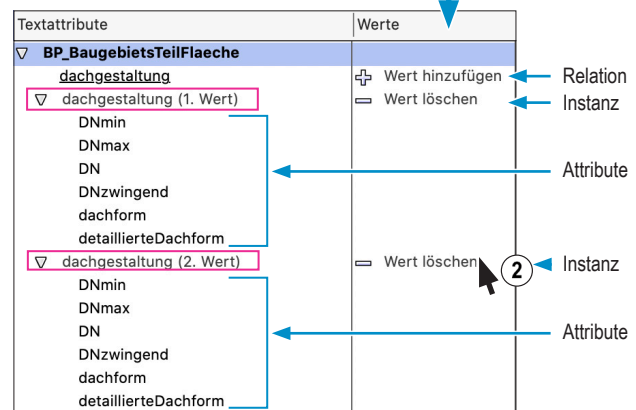 Textattribute Werte
BP_BaugebietsTeilFlaeche
dachgestaltung Wert hinzufügen Relation
dachgestaltung (1. Wert) Wert löschen Instanz
DNmin
DNmax
DN Attribute
DNzwingend
dachform
detaillierteDachform
dachgestaltung (2. Wert) Wert löschen 2 Instanz
DNmin
DNmax
DN Attribute
DNzwingend
dachform
detaillierteDachform